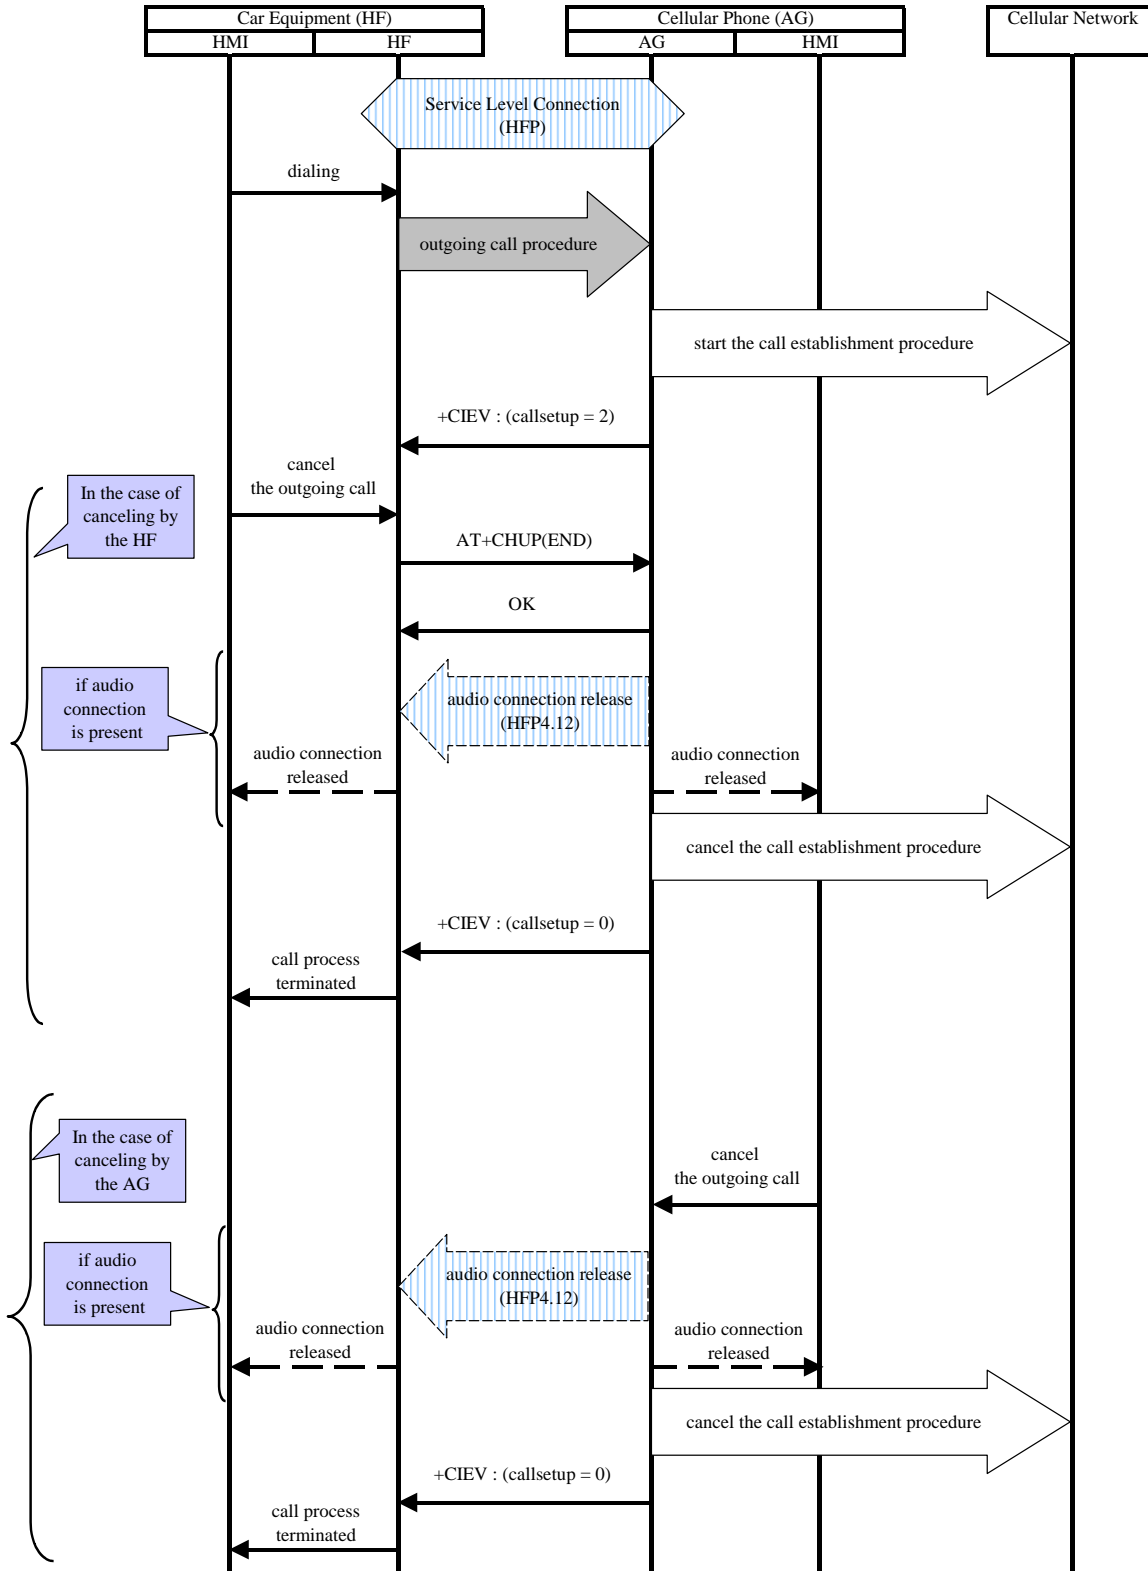 Car Equipment (HF)
Cellular Phone (AG)
Cellular Network
HMI
HF
AG
HMI
Service Level Connection
(HFP)
dialing
outgoing call procedure
start the call establishment procedure
+CIEV : (callsetup = 2)
cancel
the outgoing call
In the case of
canceling by
the HF
AT+CHUP(END)
OK
if audio
connection
is present
audio connection release
(HFP4.12)
audio connection
released
audio connection
released
cancel the call establishment procedure
+CIEV : (callsetup = 0)
call process
terminated
In the case of
canceling by
the AG
cancel
the outgoing call
if audio
connection
is present
audio connection release
(HFP4.12)
audio connection
released
audio connection
released
cancel the call establishment procedure
+CIEV : (callsetup = 0)
call process
terminated